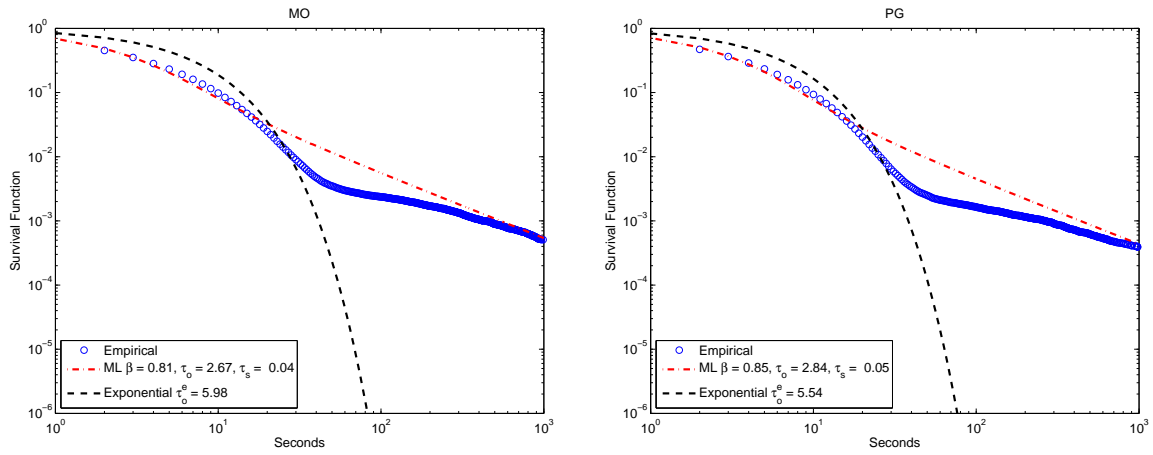 MO
10^0
10^−1
10^−2
10^−3
10^−4
10^−5
10^−6
Survival Function
Empirical
ML β = 0.81, τ_o = 2.67, τ_s = 0.04
Exponential τ_o^e = 5.98
10^0 10^1 10^2 10^3
Seconds
PG
10^0
10^−1
10^−2
10^−3
10^−4
10^−5
10^−6
Survival Function
Empirical
ML β = 0.85, τ_o = 2.84, τ_s = 0.05
Exponential τ_o^e = 5.54
10^0 10^1 10^2 10^3
Seconds